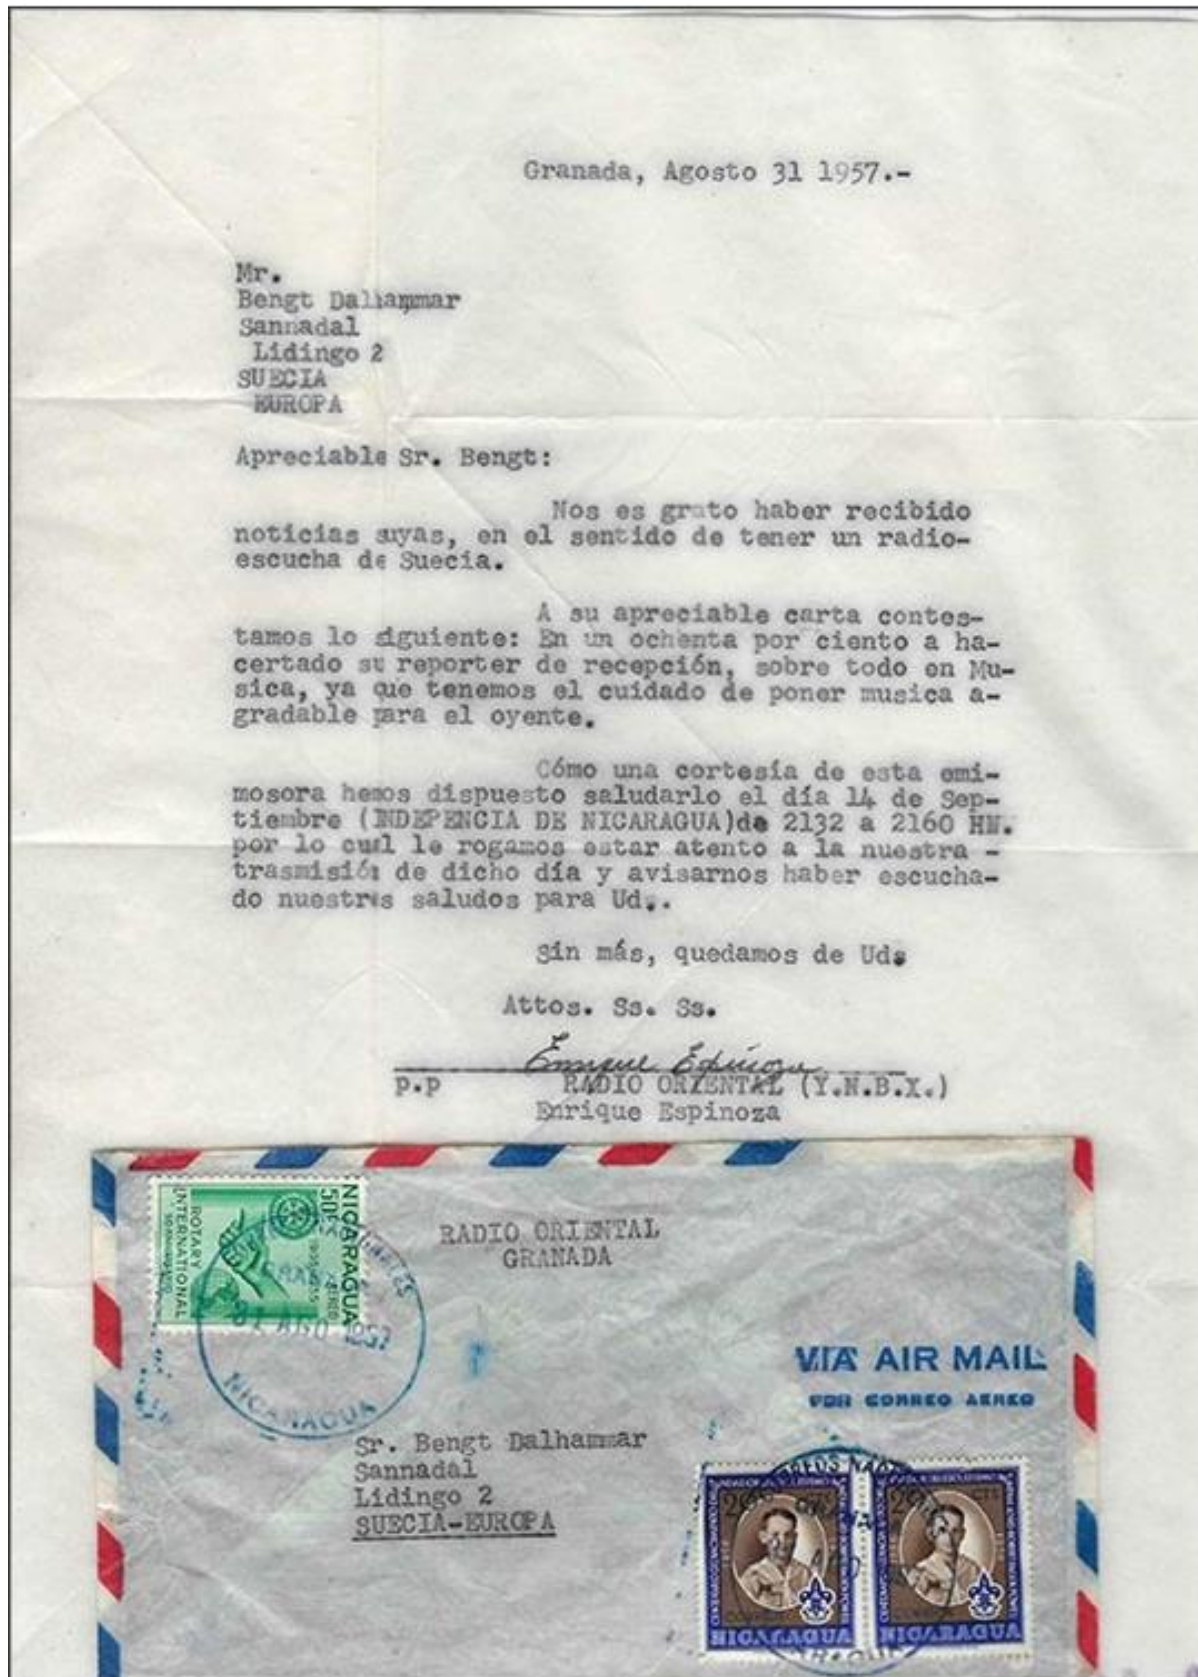 Granada, Agosto 31 1957.-
Mr.
Bengt Dalhammar
Sannadal
Lidingo 2
SUECIA
EUROPA
Apreciable Sr. Bengt:
Nos es grato haber recibido
noticias suyas, en el sentido de tener un radio-
escucha de Suecia.
A su apreciable carta contes-
tamos lo siguiente: En un ochenta por ciento a ha-
certado su reporter de recepción, sobre todo en Mu-
sica, ya que tenemos el cuidado de poner musica a-
gradable para el oyente.
Cómo una cortesía de esta emi-
mosora hemos dispuesto saludarlo el día 14 de Sep-
tiembre (INDEPENCIA DE NICARAGUA)de 2132 a 2160 HN.
por lo cual le rogamos estar atento a la nuestra -
trasmisión de dicho día y avisarnos haber escucha-
do nuestros saludos para Ud..
Sin más, quedamos de Uds
Attos. Ss. Ss.
Enrique Espinoza
p.p RADIO ORIENTAL (Y.N.B.X.)
Enrique Espinoza
NICARAGUA
50
ROTARY
INTERNATIONAL
GRANADA
31 AGO 1957
NICARAGUA
RADIO ORIENTAL
GRANADA
VIA AIR MAIL
POR CORREO AEREO
Sr. Bengt Dalhammar
Sannadal
Lidingo 2
SUECIA-EUROPA
CORREOS
NICARAGUA
NICARAGUA